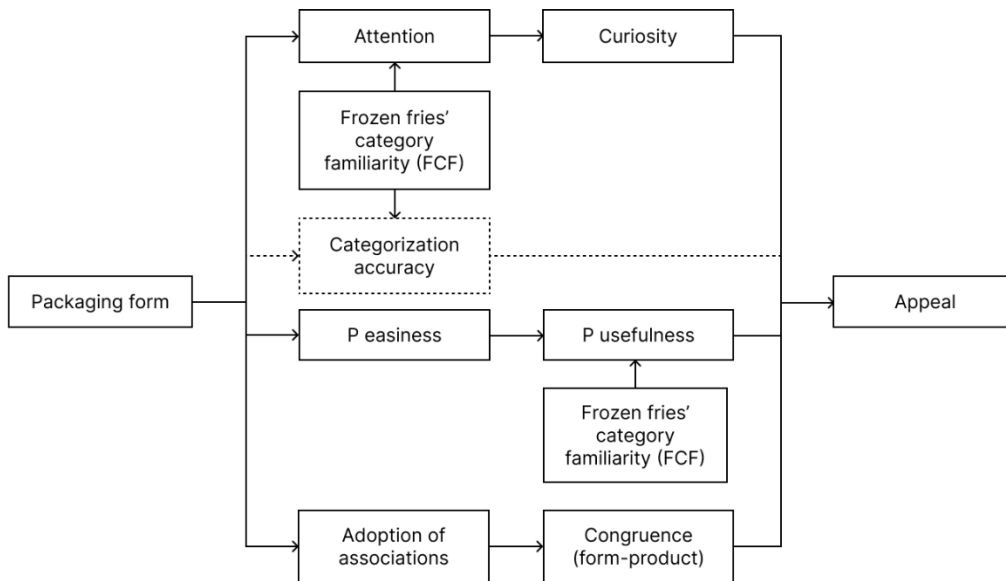 Attention
Curiosity
Frozen fries'
category
familiarity (FCF)
Categorization
accuracy
Packaging form
Appeal
P easiness
P usefulness
Frozen fries'
category
familiarity (FCF)
Adoption of
associations
Congruence
(form-product)